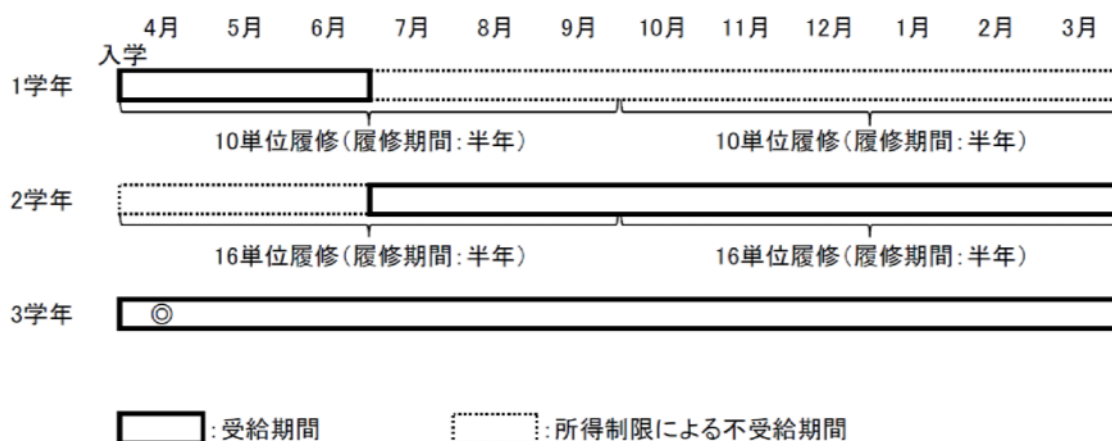 4月 5月 6月 7月 8月 9月 10月 11月 12月 1月 2月 3月
入学
1学年
10単位履修(履修期間:半年) 10単位履修(履修期間:半年)
2学年
16単位履修(履修期間:半年) 16単位履修(履修期間:半年)
3学年 ◎
:受給期間 :所得制限による不受給期間